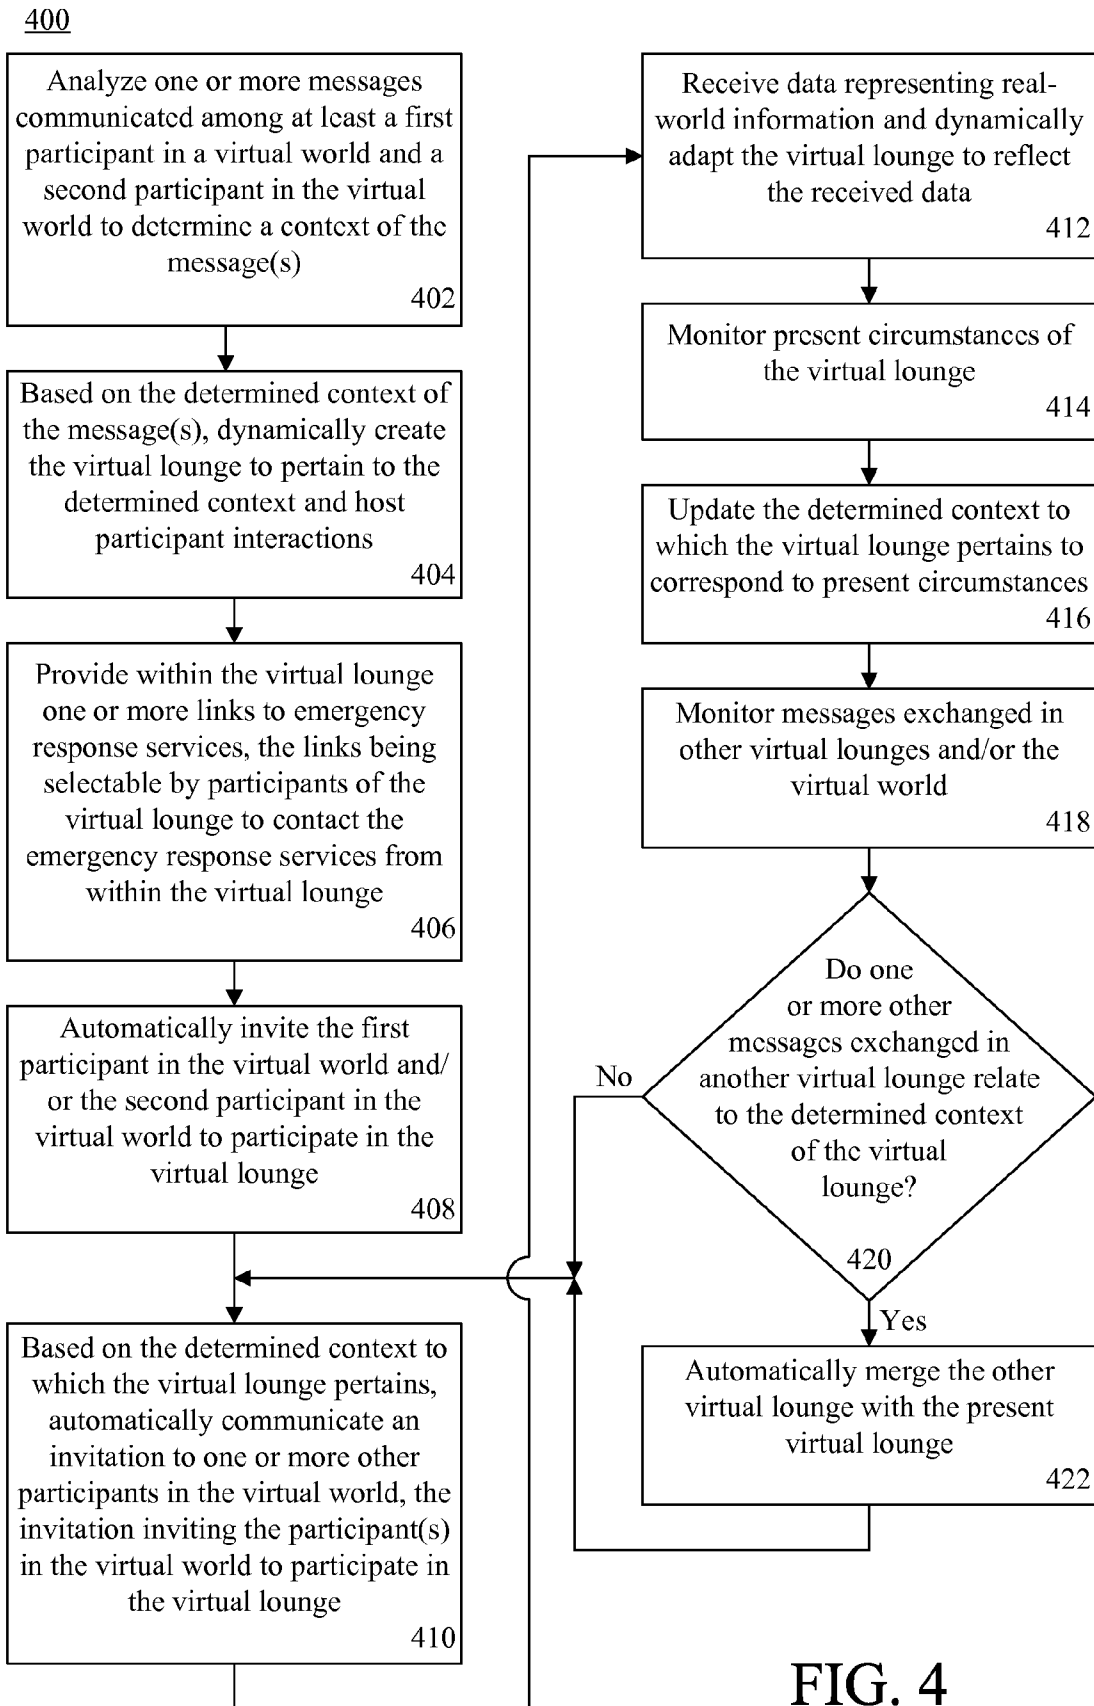 400
Analyze one or more messages
communicated among at least a first
participant in a virtual world and a
second participant in the virtual
world to determine a context of the
message(s)
402
Based on the determined context of
the message(s), dynamically create
the virtual lounge to pertain to the
determined context and host
participant interactions
404
Provide within the virtual lounge
one or more links to emergency
response services, the links being
selectable by participants of the
virtual lounge to contact the
emergency response services from
within the virtual lounge
406
Automatically invite the first
participant in the virtual world and/
or the second participant in the
virtual world to participate in the
virtual lounge
408
Based on the determined context to
which the virtual lounge pertains,
automatically communicate an
invitation to one or more other
participants in the virtual world, the
invitation inviting the participant(s)
in the virtual world to participate in
the virtual lounge
410
Receive data representing real-
world information and dynamically
adapt the virtual lounge to reflect
the received data
412
Monitor present circumstances of
the virtual lounge
414
Update the determined context to
which the virtual lounge pertains to
correspond to present circumstances
416
Monitor messages exchanged in
other virtual lounges and/or the
virtual world
418
Do one
or more other
messages exchanged in
another virtual lounge relate
to the determined context
of the virtual
lounge?
420
No
Yes
Automatically merge the other
virtual lounge with the present
virtual lounge
422
FIG. 4